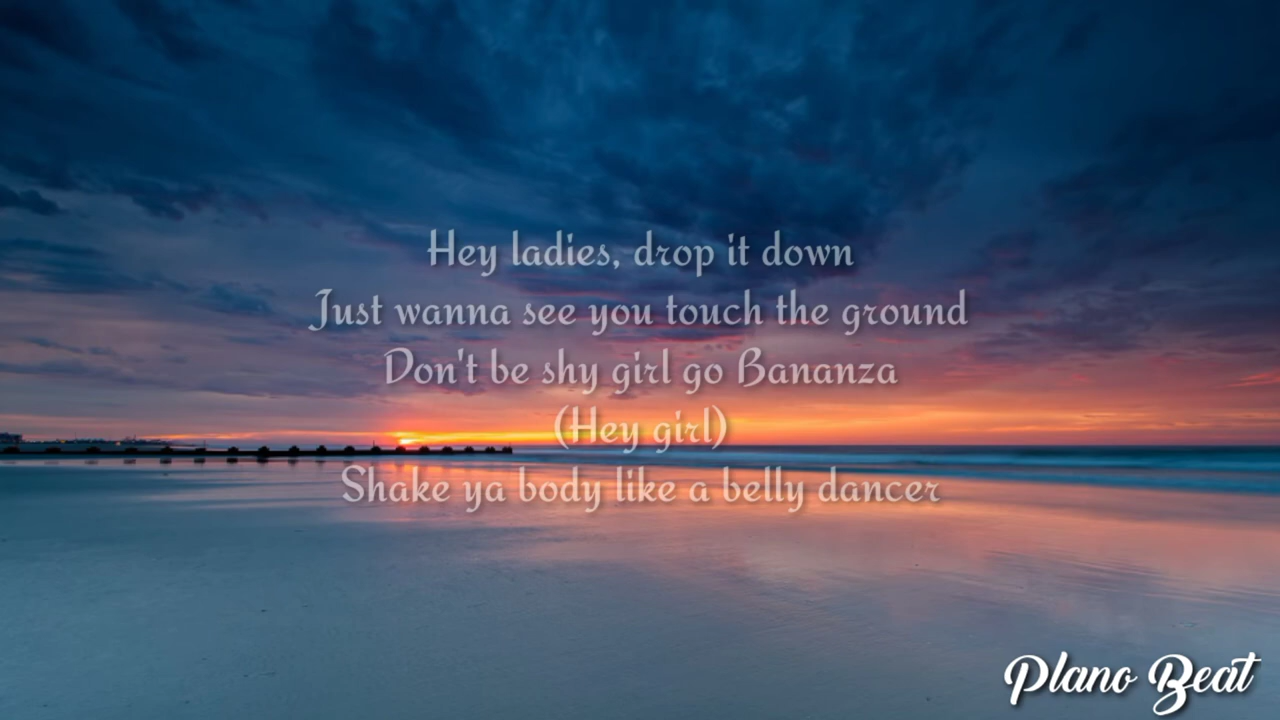 Hey ladies, drop it down
Just wanna see you touch the ground
Don't be shy girl go Bananza
(Hey girl)
Shake ya body like a belly dancer
Plano Beat